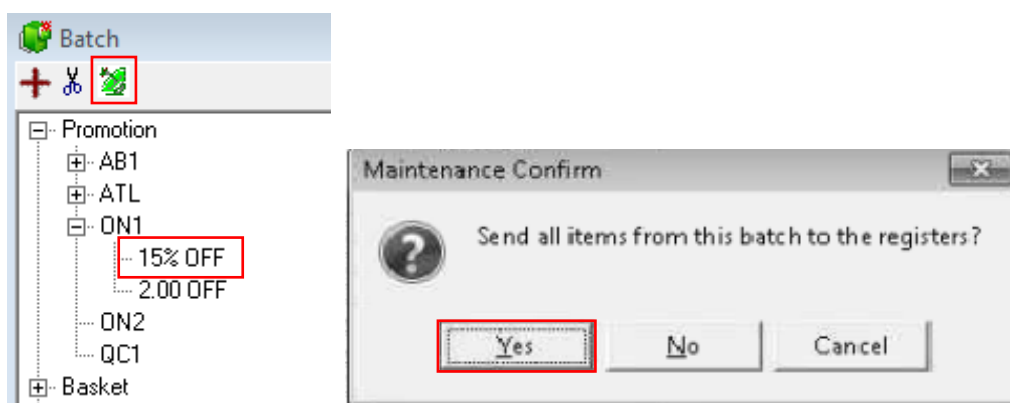 Batch
Promotion
AB1
ATL
ON1
15% OFF
2.00 OFF
ON2
QC1
Basket
Maintenance Confirm
Send all items from this batch to the registers?
Yes No Cancel